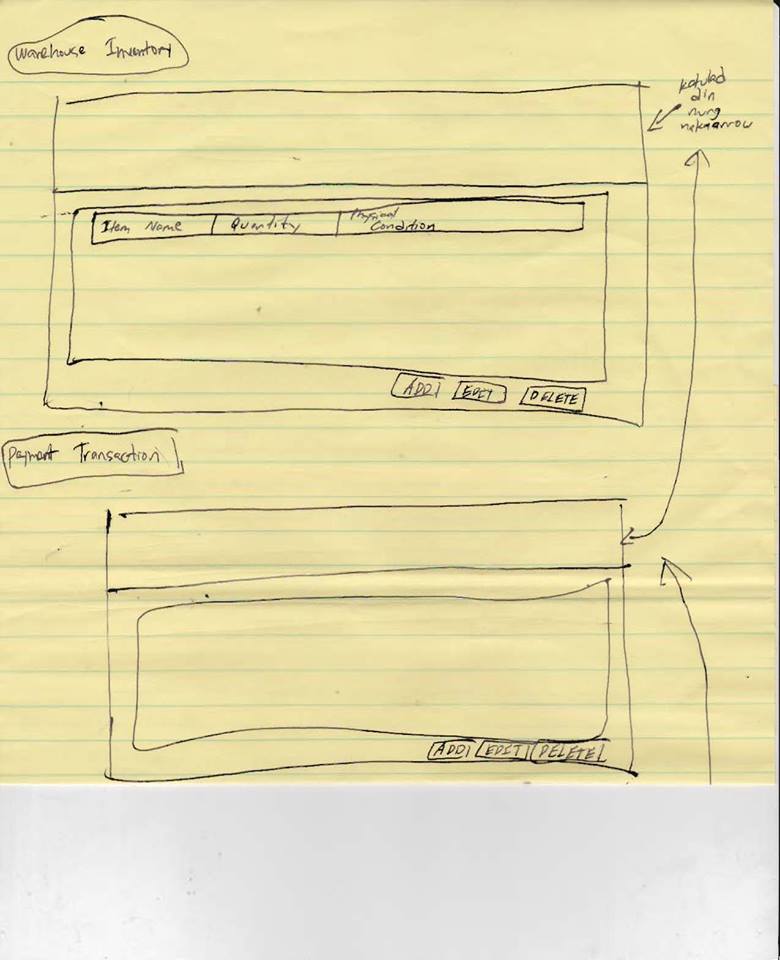 Warehouse Inventory
katulad
din
nung
nakaarrow
Item Name Quantity Physical Condition
ADD EDIT DELETE
Payment Transaction
ADD EDIT DELETE